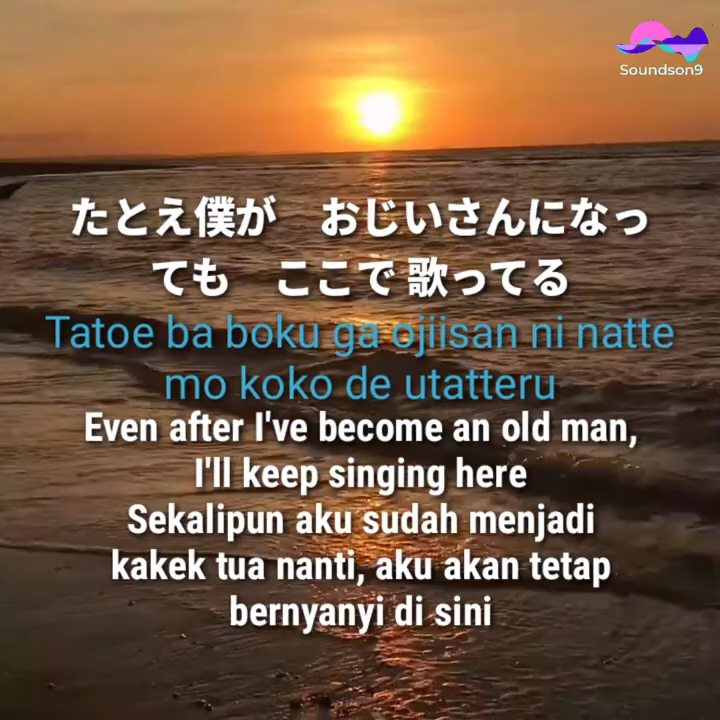 Soundson9
たとえ僕が　おじいさんになっ
ても　ここで 歌ってる
Tatoe ba boku ga ojiisan ni natte
mo koko de utatteru
Even after I've become an old man,
I'll keep singing here
Sekalipun aku sudah menjadi
kakek tua nanti, aku akan tetap
bernyanyi di sini